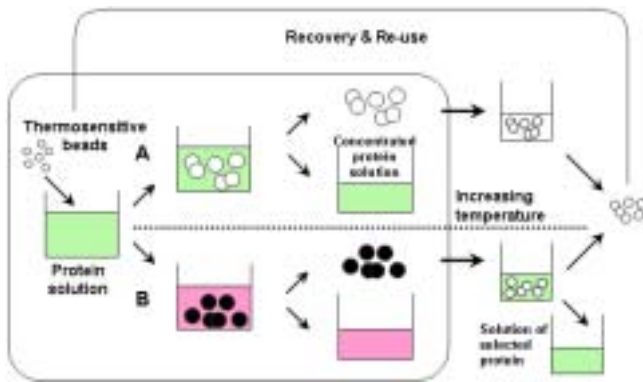 Recovery & Re-use
Thermosensitive
beads
A
Concentrated
protein
solution
Increasing
temperature
Protein
solution
B
Solution of
selected
protein